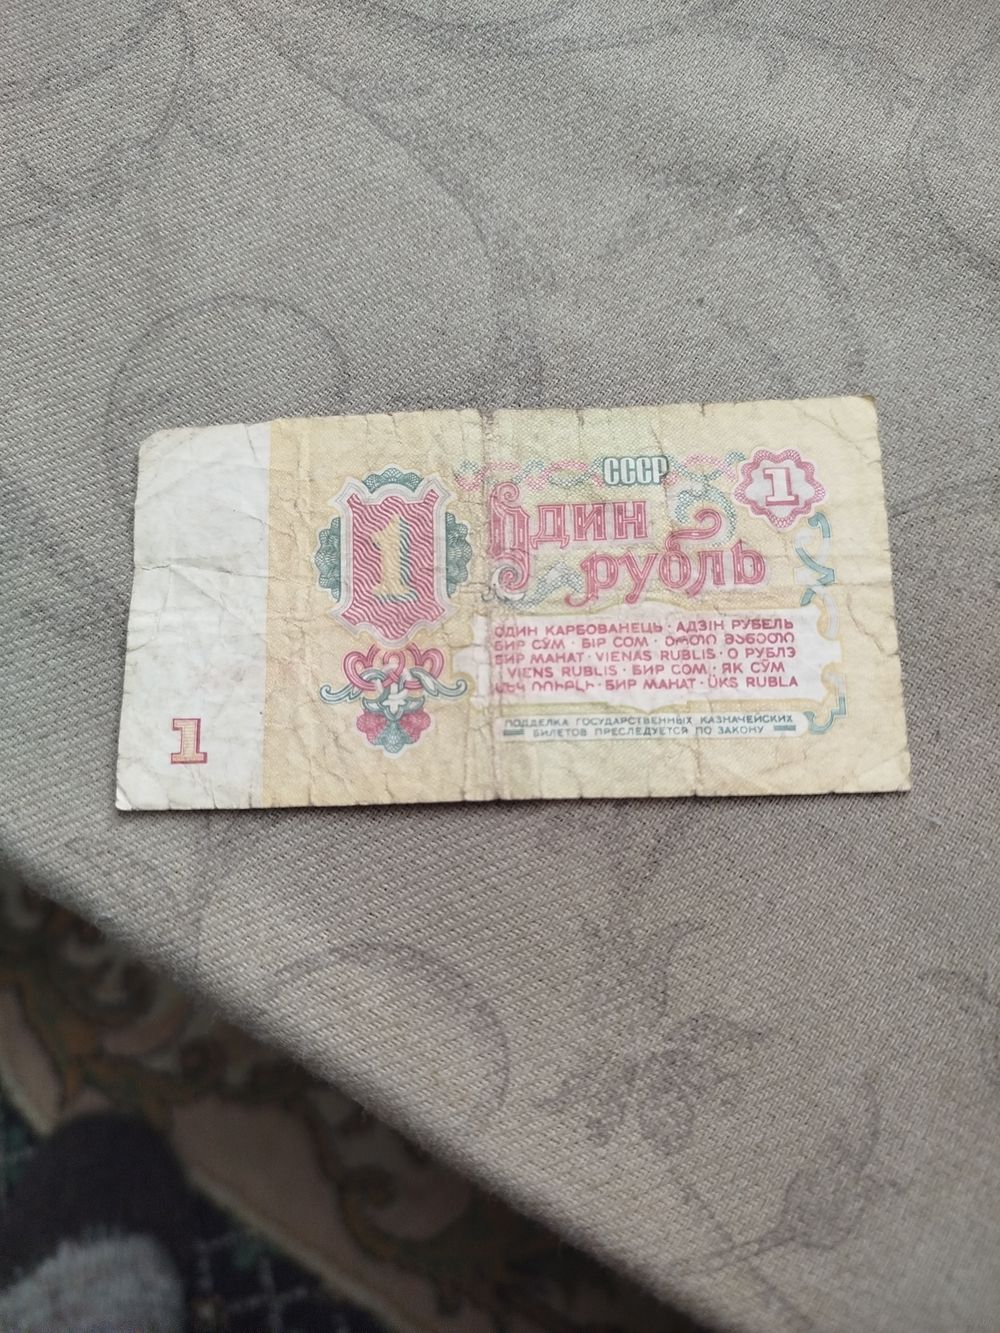 СССР
1
1
Один
рубль
ОДИН КАРБОВАНЕЦЬ · АДЗІН РУБЕЛЬ
БИР СЎМ · БІР СОМ · ᲔᲠᲗᲘ ᲛᲐᲜᲔᲗᲘ
БИР МАНАТ · VIENAS RUBLIS · О РУБЛЭ
VIENS RUBLIS · БИР СОМ · ЯК СЎМ
ՄԵԿ ՌՈՒԲԼԻ · БИР МАНАТ · ÜKS RUBLA
ПОДДЕЛКА ГОСУДАРСТВЕННЫХ КАЗНАЧЕЙСКИХ
БИЛЕТОВ ПРЕСЛЕДУЕТСЯ ПО ЗАКОНУ
1